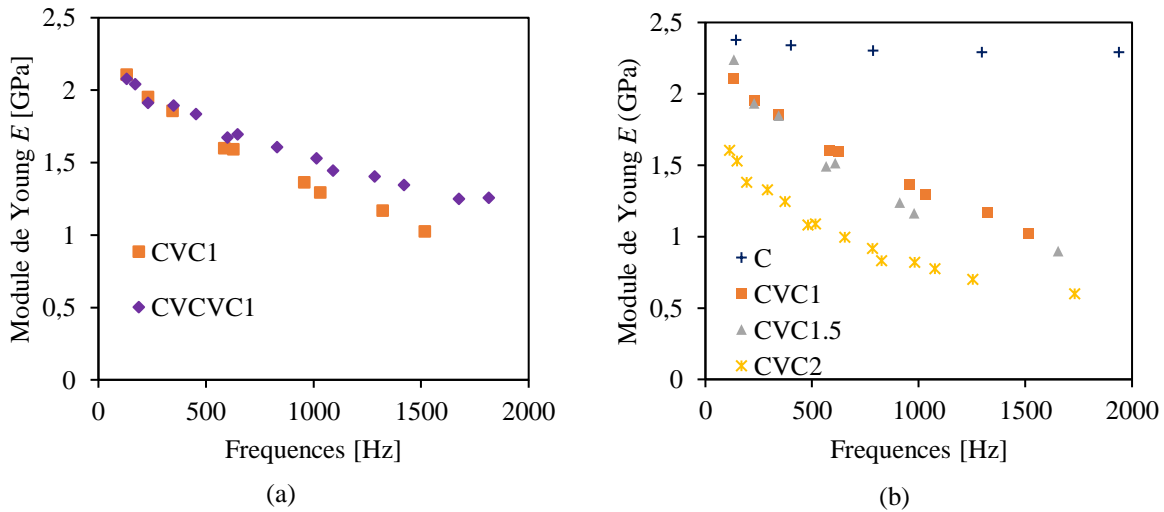 2,5
2
1,5
1
0,5
0
Module de Young E [GPa]
CVC1
CVCVC1
0 500 1000 1500 2000
Frequences [Hz]
(a)
2,5
2
1,5
1
0,5
0
Module de Young E (GPa)
C
CVC1
CVC1.5
CVC2
0 500 1000 1500 2000
Frequences [Hz]
(b)